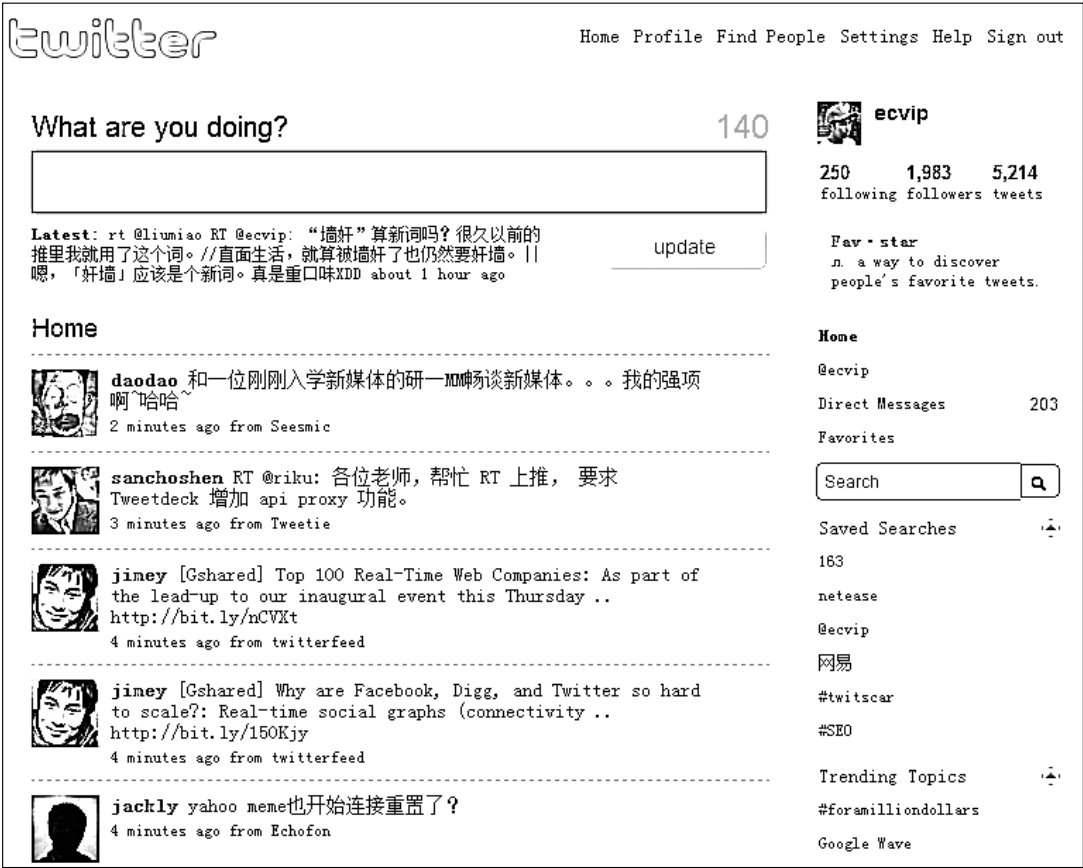 twitter
Home Profile Find People Settings Help Sign out
What are you doing?
140
Latest: rt @liumiao RT @ecvip: “墙奸”算新词吗？很久以前的
推里我就用了这个词。//直面生活，就算被墙奸了也仍然要奸墙。||
嗯，「奸墙」应该是个新词。真是重口味XDD about 1 hour ago
update
Home
daodao 和一位刚刚入学新媒体的研一MM畅谈新媒体。。。我的强项
啊~哈哈~
2 minutes ago from Seesmic
sanchoshen RT @riku: 各位老师，帮忙 RT 上推， 要求
Tweetdeck 增加 api proxy 功能。
3 minutes ago from Tweetie
jimey [Gshared] Top 100 Real-Time Web Companies: As part of
the lead-up to our inaugural event this Thursday ..
http://bit.ly/nCVXt
4 minutes ago from twitterfeed
jimey [Gshared] Why are Facebook, Digg, and Twitter so hard
to scale?: Real-time social graphs (connectivity ..
http://bit.ly/150Kjy
4 minutes ago from twitterfeed
jackly yahoo meme也开始连接重置了？
4 minutes ago from Echofon
ecvip
250 1,983 5,214
following followers tweets
Fav·star
n. a way to discover
people's favorite tweets.
Home
@ecvip
Direct Messages 203
Favorites
Search
Saved Searches
163
netease
@ecvip
网易
#twitscar
#SEO
Trending Topics
#foramilliondollars
Google Wave